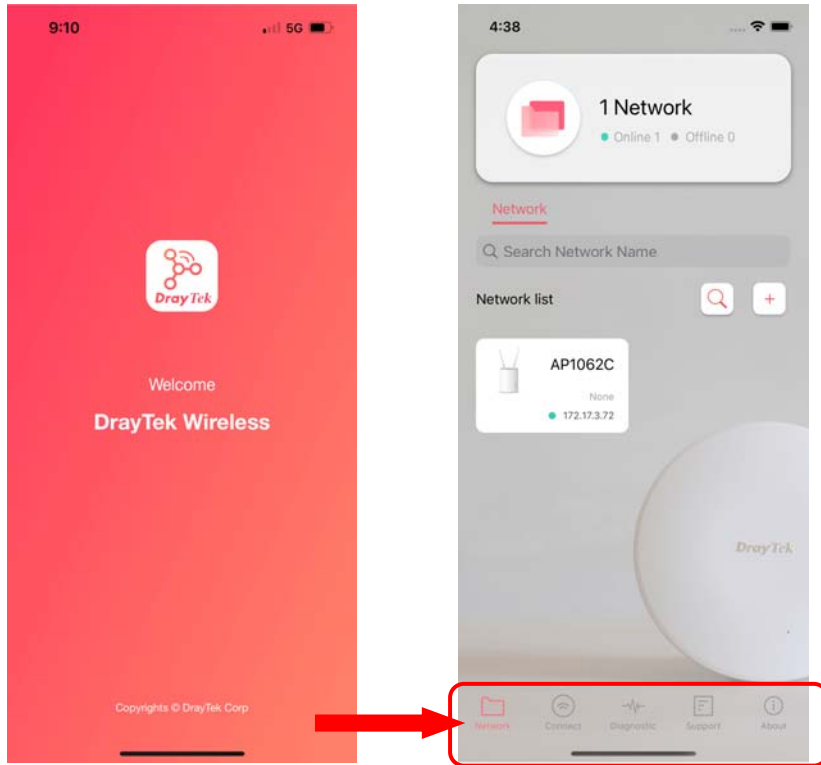 9:10
5G
DrayTek
Welcome
DrayTek Wireless
Copyrights © DrayTek Corp
4:38
1 Network
Online 1 Offline 0
Network
Search Network Name
Network list
+
AP1062C
None
172.17.3.72
DrayTek
Network Connect Diagnostic Support About